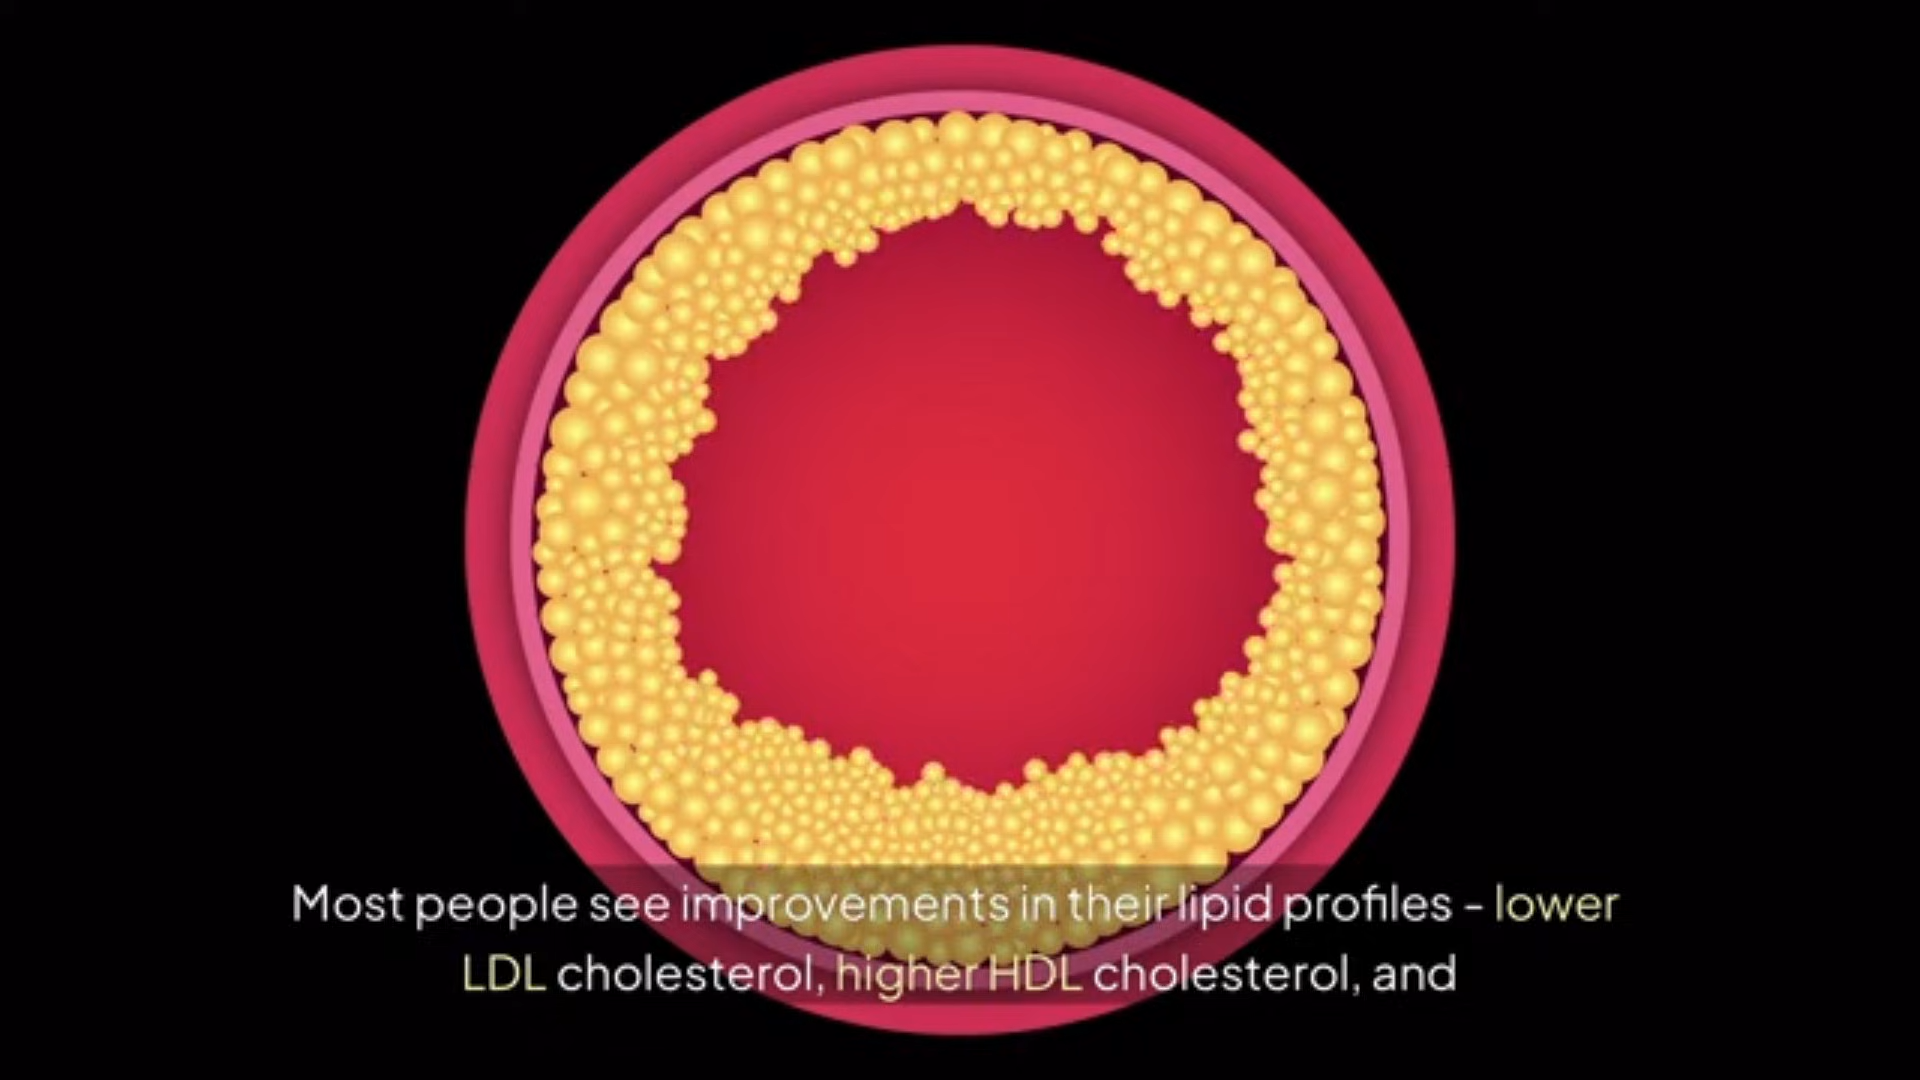 Most people see improvements in their lipid profiles - lower
LDL cholesterol, higher HDL cholesterol, and